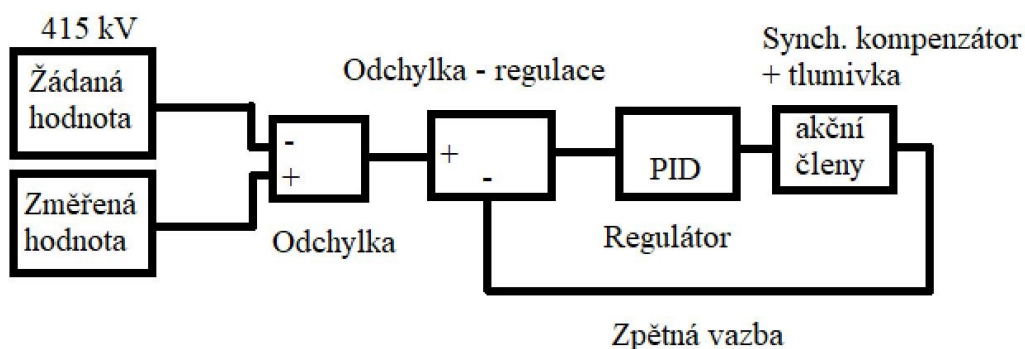 415 kV
Žádaná
hodnota
Změřená
hodnota
-
+
Odchylka
Odchylka - regulace
+
-
PID
Regulátor
Synch. kompenzátor
+ tlumivka
akční
členy
Zpětná vazba